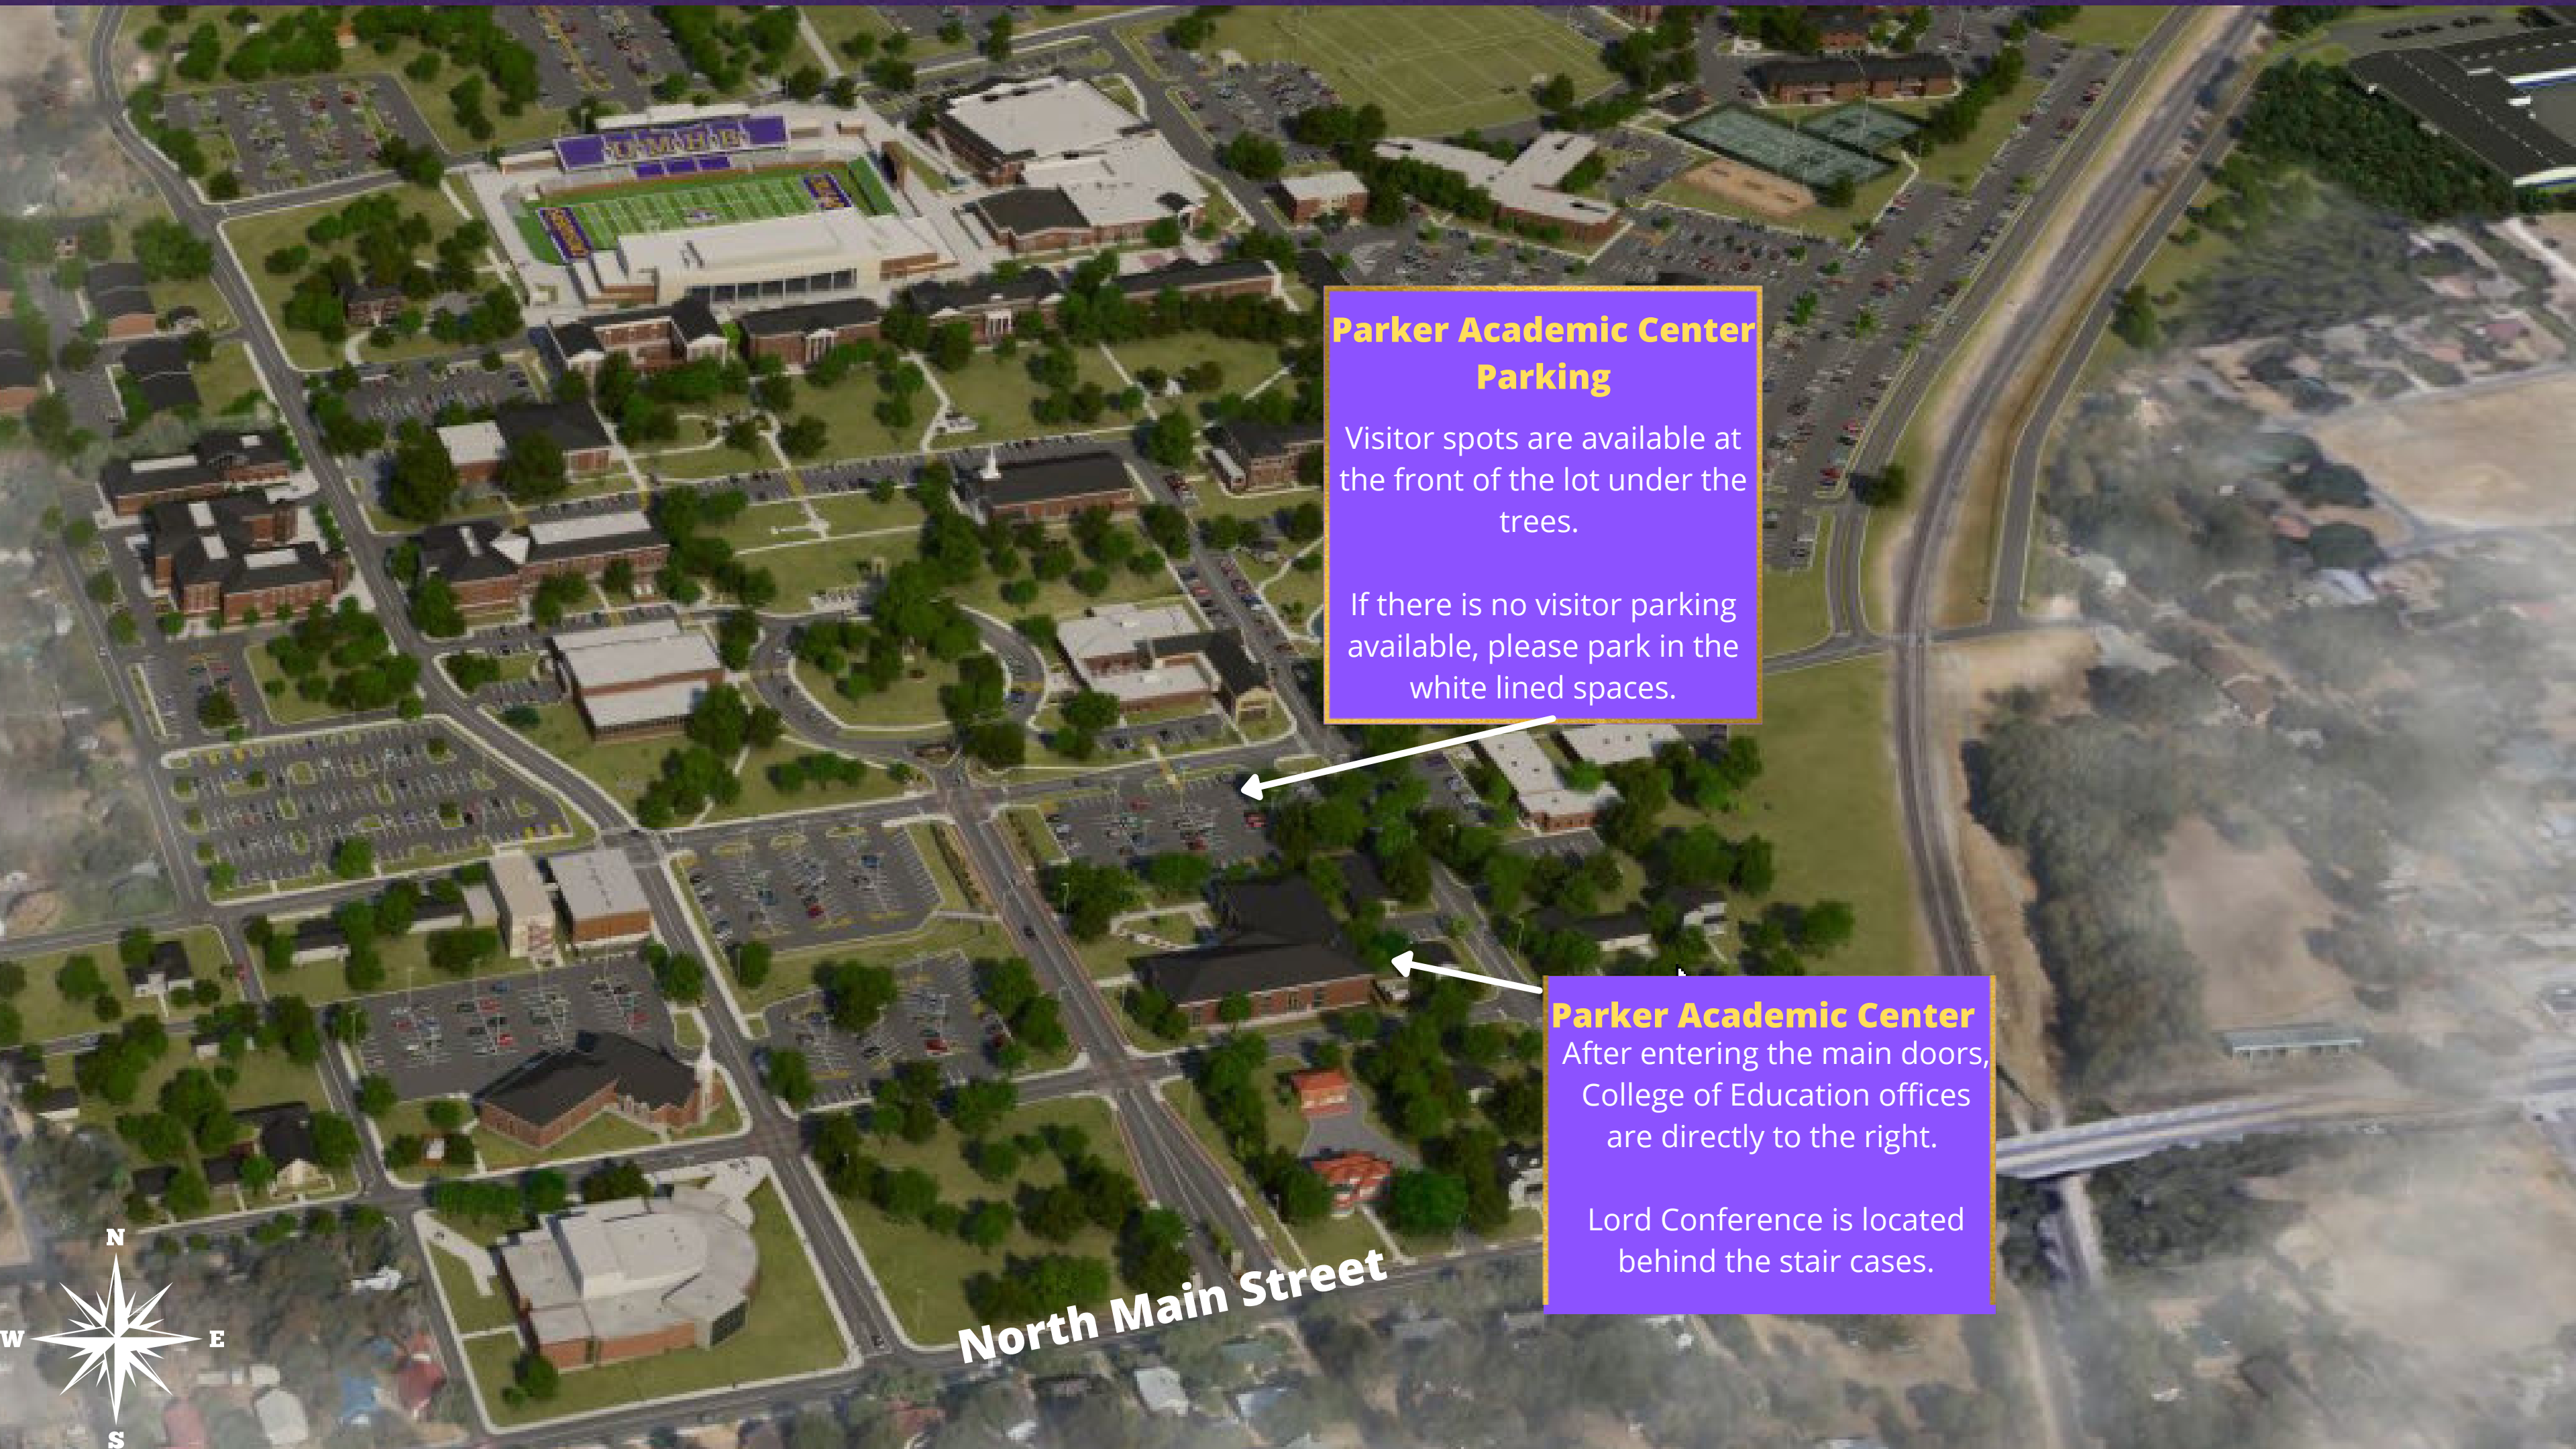 UMHB
Parker Academic Center
Parking
Visitor spots are available at
the front of the lot under the
trees.
If there is no visitor parking
available, please park in the
white lined spaces.
Parker Academic Center
After entering the main doors,
College of Education offices
are directly to the right.
Lord Conference is located
behind the stair cases.
North Main Street
N
W
E
S